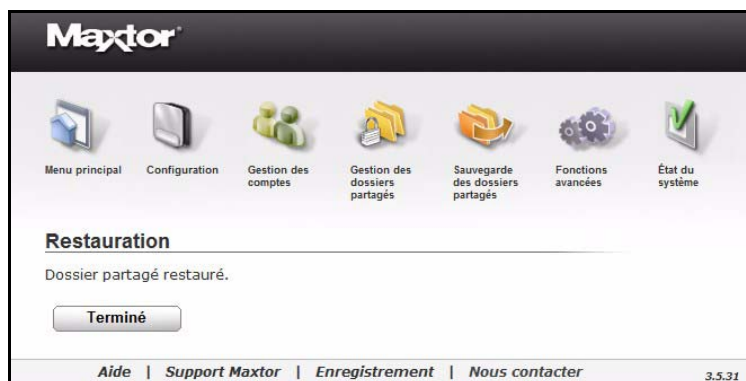 Maxtor
Menu principal
Configuration
Gestion des
comptes
Gestion des
dossiers
partagés
Sauvegarde
des dossiers
partagés
Fonctions
avancées
État du
système
Restauration
Dossier partagé restauré.
Terminé
Aide | Support Maxtor | Enregistrement | Nous contacter
3.5.31